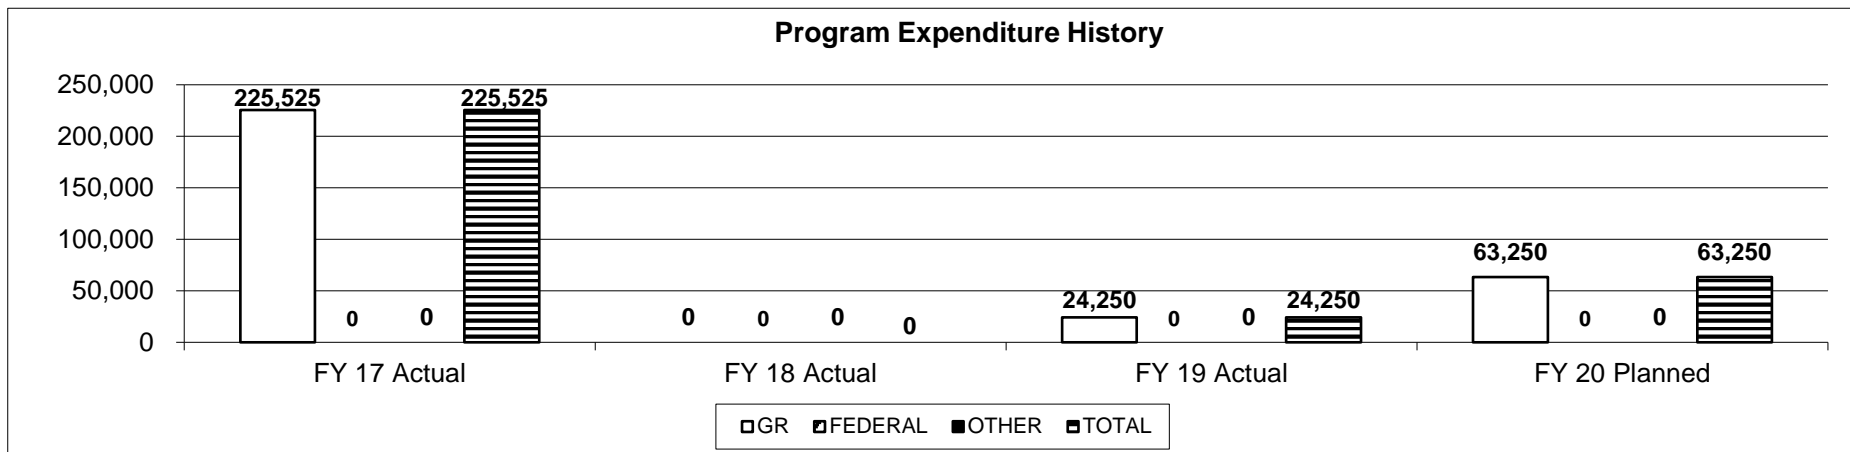 Program Expenditure History
250,000
200,000
150,000
100,000
50,000
0
225,525 0 0 225,525
0 0 0 0
24,250 0 0 24,250
63,250 0 0 63,250
FY 17 Actual FY 18 Actual FY 19 Actual FY 20 Planned
GR FEDERAL OTHER TOTAL